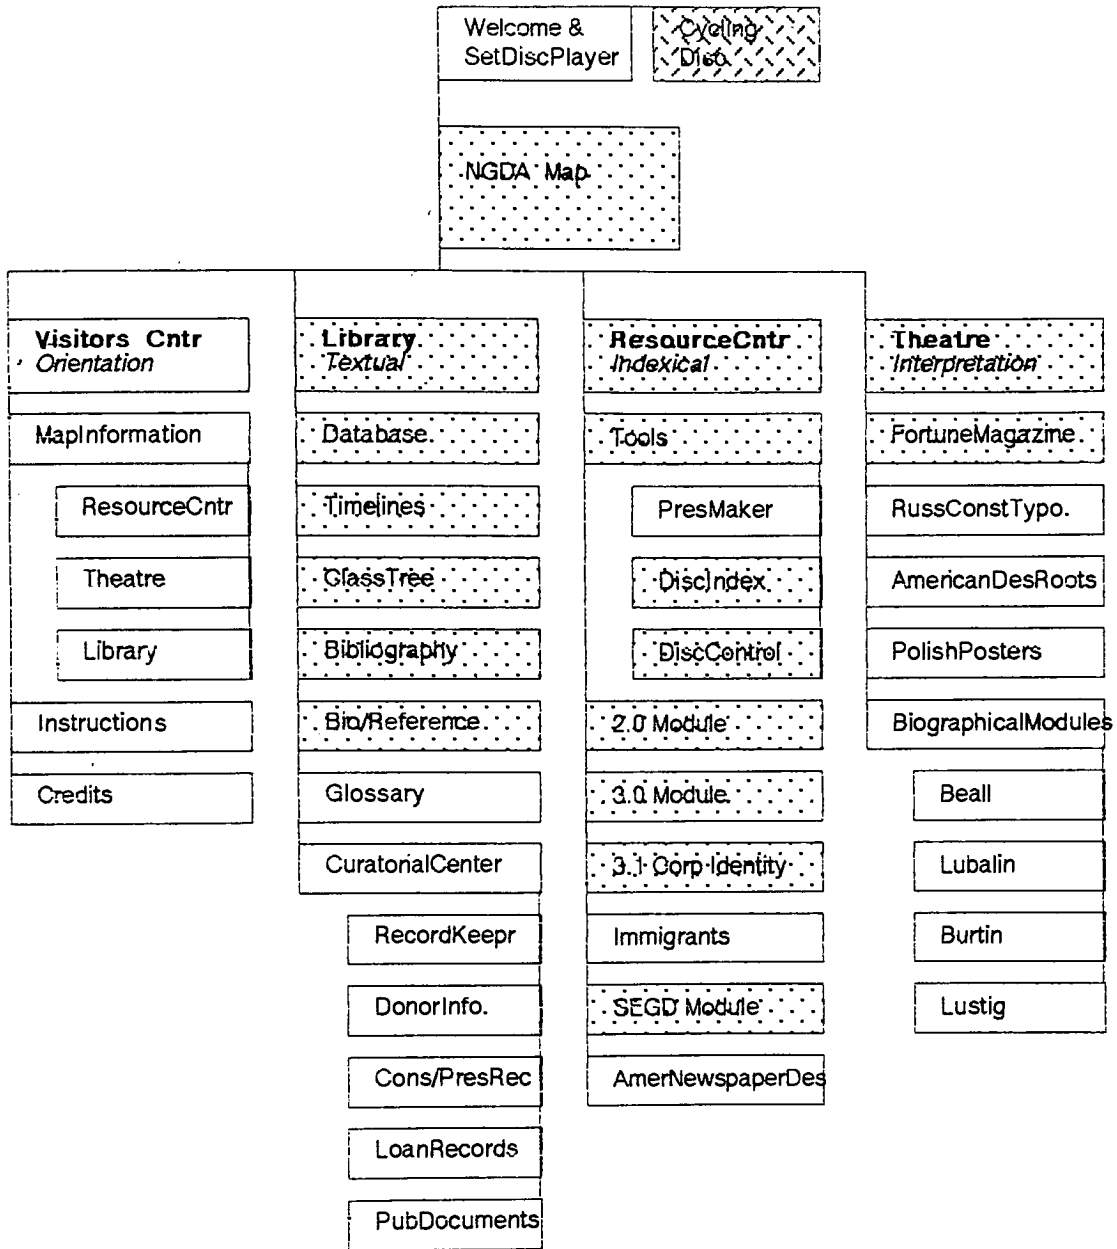 Welcome &
SetDiscPlayer
Cycling
Disc
NGDA Map
Visitors Cntr
Orientation
MapInformation
ResourceCntr
Theatre
Library
Instructions
Credits
Library
Textual
Database
Timelines
ClassTree
Bibliography
Bio/Reference
Glossary
CuratorialCenter
RecordKeepr
DonorInfo.
Cons/PresRec
LoanRecords
PubDocuments
ResourceCntr
Indexical
Tools
PresMaker
DiscIndex
DiscControl
2.0 Module
3.0 Module
3.1 Corp Identity
Immigrants
SEGD Module
AmerNewspaperDes
Theatre
Interpretation
FortuneMagazine
RussConstTypo.
AmericanDesRoots
PolishPosters
BiographicalModules
Beall
Lubalin
Burtin
Lustig